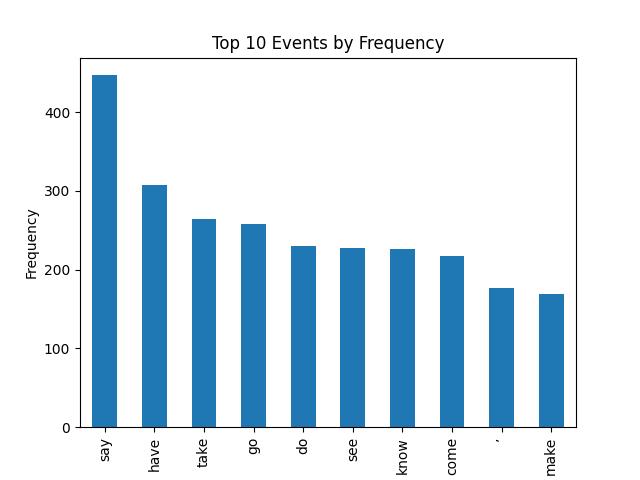 Top 10 Events by Frequency
Frequency
400
300
200
100
0
say
have
take
go
do
see
know
come
’
make